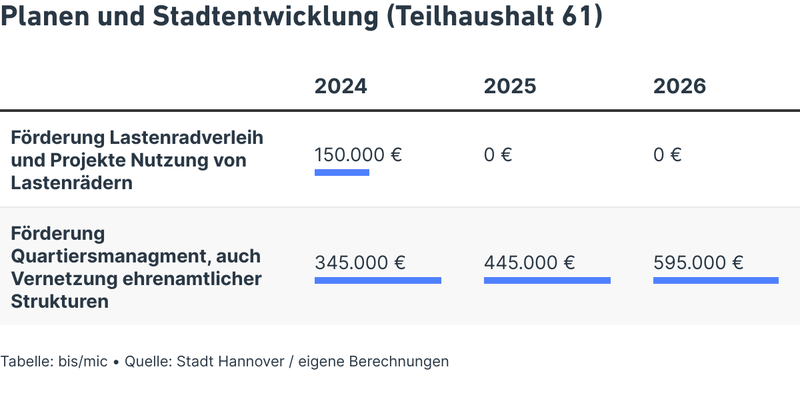 Planen und Stadtentwicklung (Teilhaushalt 61)
2024 2025 2026
Förderung Lastenradverleih
und Projekte Nutzung von
Lastenrädern
150.000 € 0 € 0 €
Förderung
Quartiersmanagment, auch
Vernetzung ehrenamtlicher
Strukturen
345.000 € 445.000 € 595.000 €
Tabelle: bis/mic • Quelle: Stadt Hannover / eigene Berechnungen